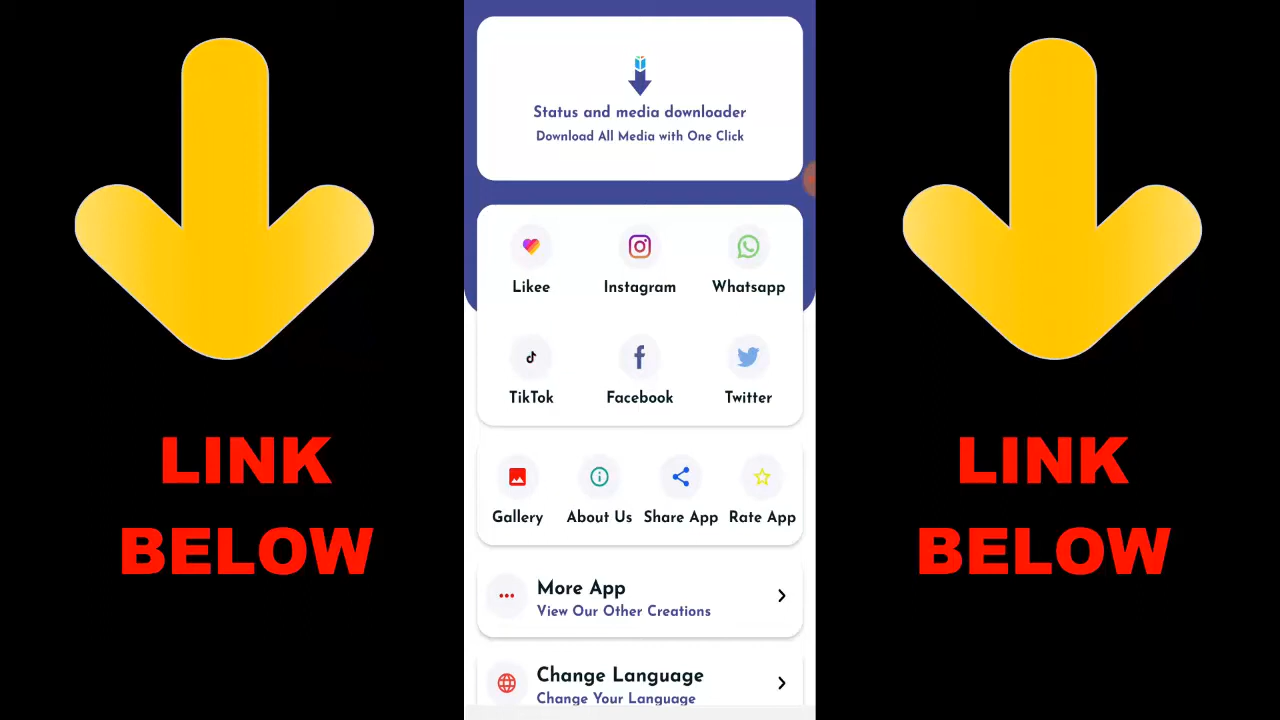 Status and media downloader
Download All Media with One Click
Likee
Instagram
Whatsapp
TikTok
Facebook
Twitter
Gallery
About Us
Share App
Rate App
More App
View Our Other Creations
Change Language
Change Your Language
LINK
BELOW
LINK
BELOW